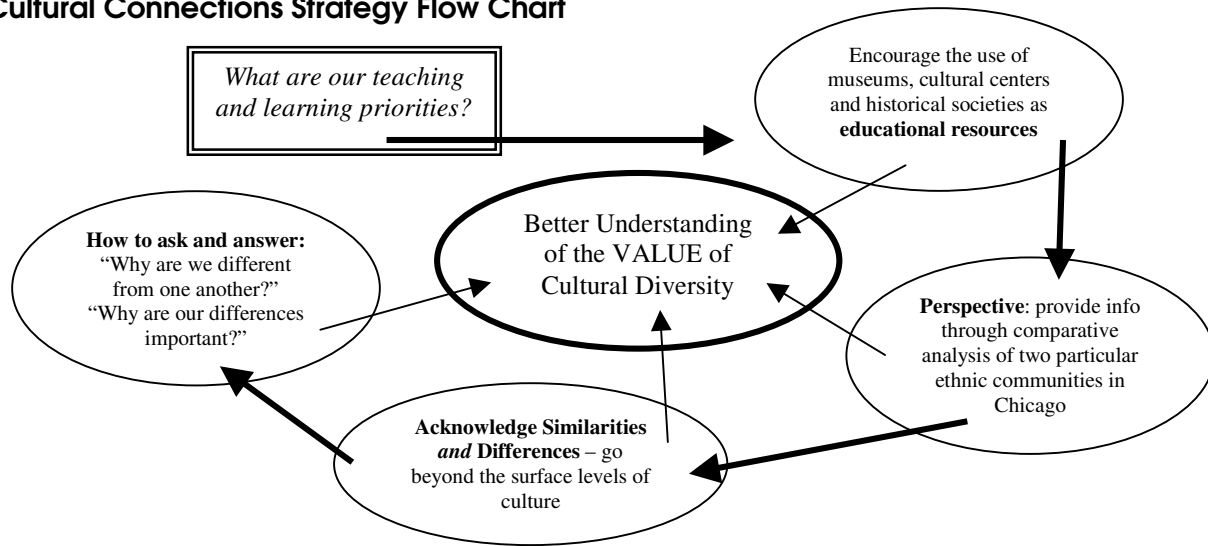 Cultural Connections Strategy Flow Chart
What are our teaching
and learning priorities?
Encourage the use of
museums, cultural centers
and historical societies as
educational resources
Better Understanding
of the VALUE of
Cultural Diversity
How to ask and answer:
“Why are we different
from one another?”
“Why are our differences
important?”
Perspective: provide info
through comparative
analysis of two particular
ethnic communities in
Chicago
Acknowledge Similarities
and Differences – go
beyond the surface levels of
culture